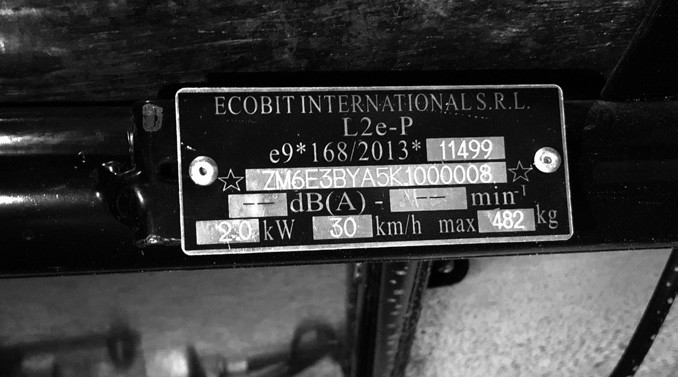 ECOBIT INTERNATIONAL S.R.L.
L2e-P
e9*168/2013* 11499
☆ ZM6E3BYA5K1000008 ☆
-- dB(A) - -- min⁻¹
2.0 kW 30 km/h max 482 kg